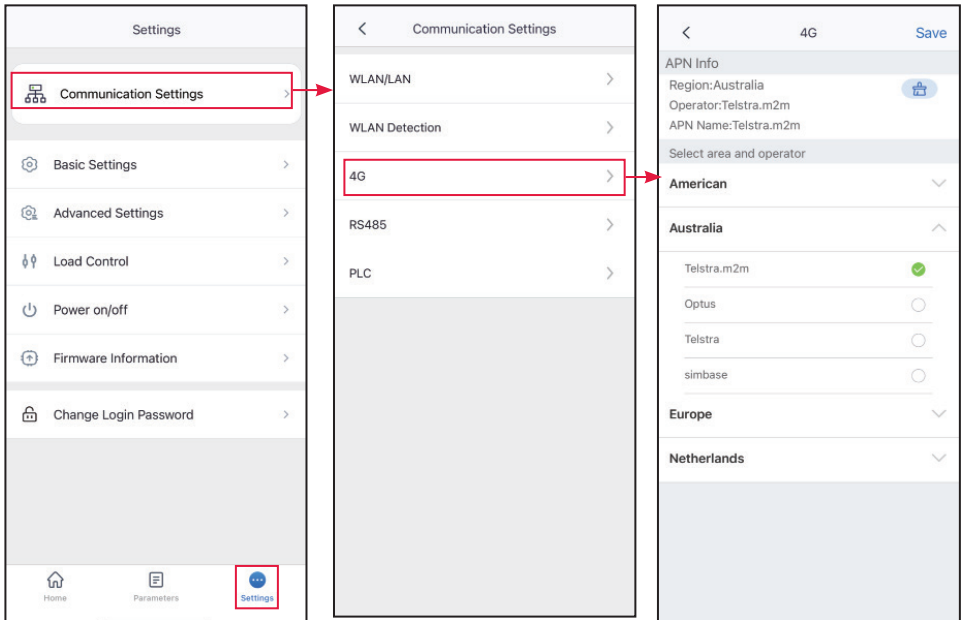 Settings
Communication Settings
Basic Settings
Advanced Settings
Load Control
Power on/off
Firmware Information
Change Login Password
Home
Parameters
Settings
Communication Settings
WLAN/LAN
WLAN Detection
4G
RS485
PLC
4G
Save
APN Info
Region:Australia
Operator:Telstra.m2m
APN Name:Telstra.m2m
Select area and operator
American
Australia
Telstra.m2m
Optus
Telstra
simbase
Europe
Netherlands